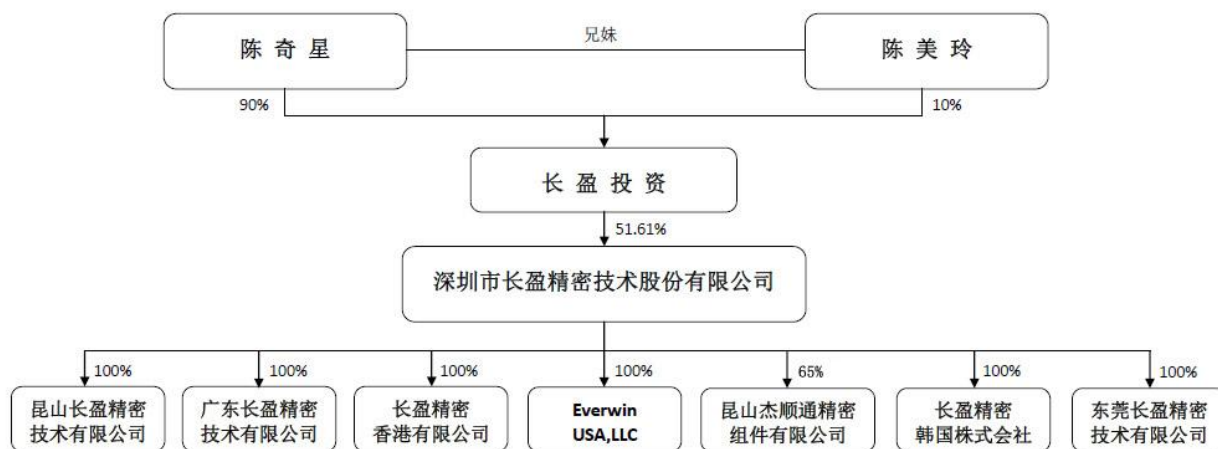 陈 奇 星
兄妹
陈 美 玲
90%
10%
长 盈 投 资
51.61%
深圳市长盈精密技术股份有限公司
100%
100%
100%
100%
65%
100%
100%
昆山长盈精密
技术有限公司
广东长盈精密
技术有限公司
长盈精密
香港有限公司
Everwin
USA,LLC
昆山杰顺通精密
组件有限公司
长盈精密
韩国株式会社
东莞长盈精密
技术有限公司